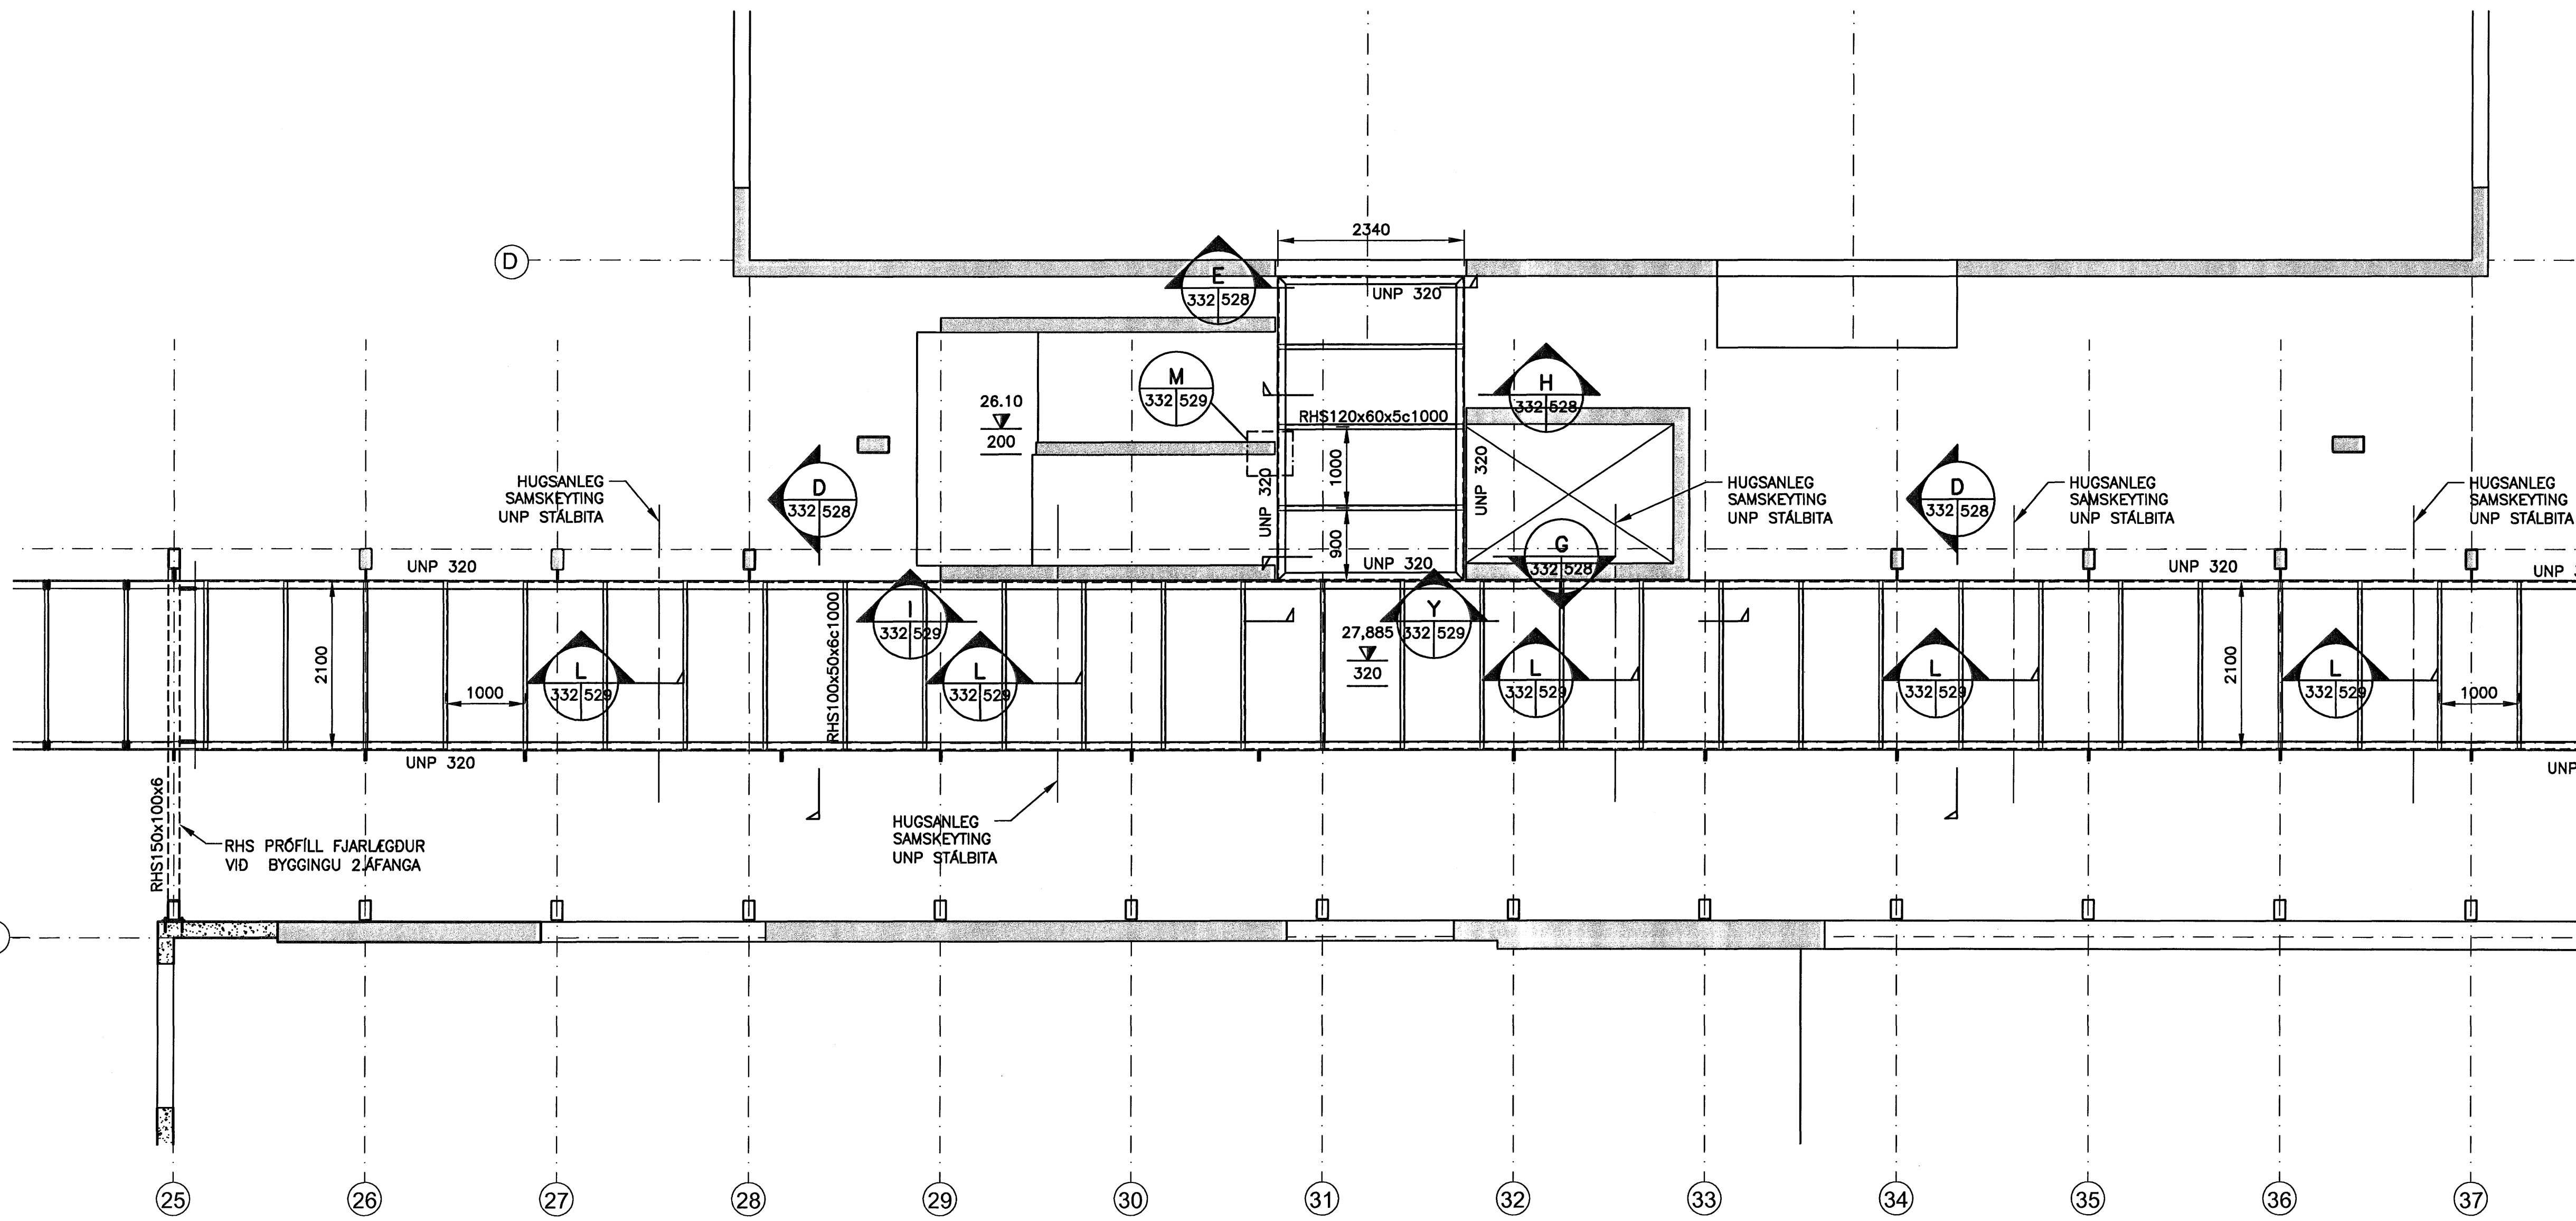 2340
D
E
332 528
UNP 320
M
332 529
H
332 528
26.10
200
RHS120x60x5c1000
1000
UNP 320
UNP 320
HUGSANLEG
SAMSKEYTING
UNP STÁLBITA
D
332 528
HUGSANLEG
SAMSKEYTING
UNP STÁLBITA
D
332 528
HUGSANLEG
SAMSKEYTING
UNP STÁLBITA
HUGSANLEG
SAMSKEYTING
UNP STÁLBITA
900
G
332 528
UNP 320
UNP 320
UNP 320
UNP
I
332 529
Y
332 529
27,885
320
RHS100x50x6c1000
2100
1000
L
332 529
L
332 529
L
332 529
L
332 529
L
332 529
2100
1000
UNP 320
UNP
RHS150x100x6
RHS PRÓFÍLL FJARLÆGÐUR
VIÐ BYGGINGU 2.ÁFANGA
HUGSANLEG
SAMSKEYTING
UNP STÁLBITA
25 26 27 28 29 30 31 32 33 34 35 36 37